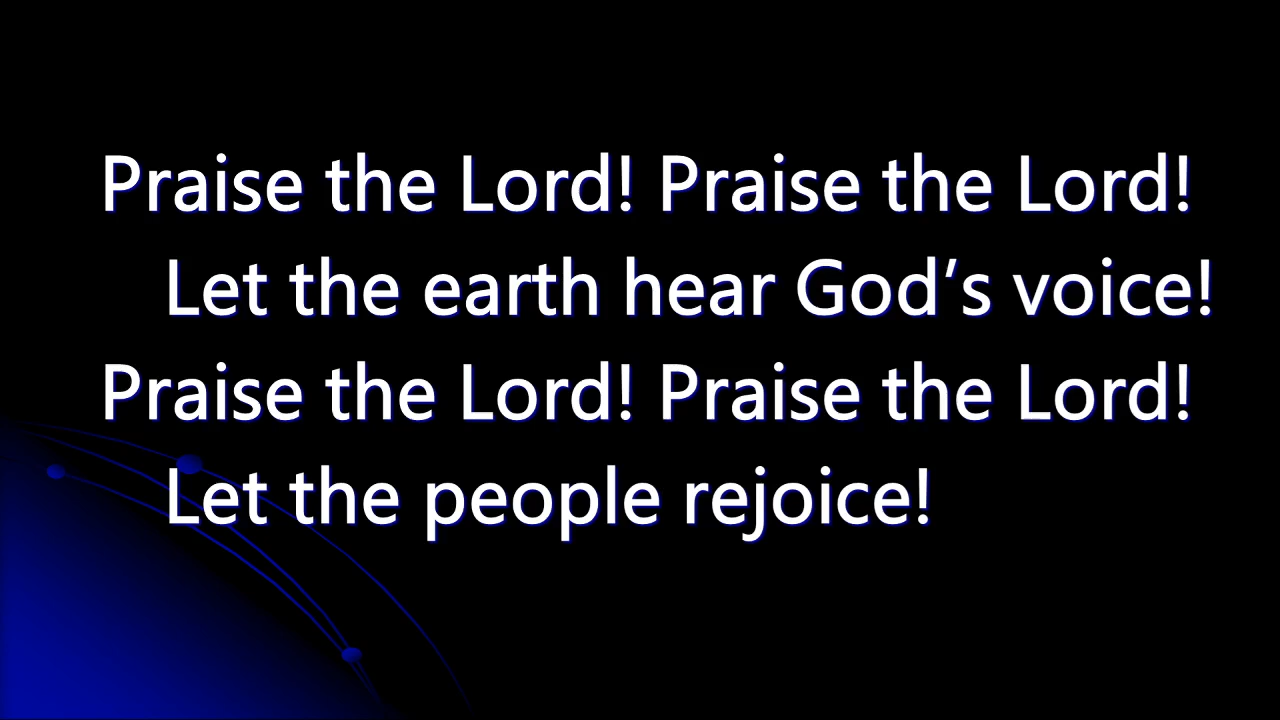 Praise the Lord! Praise the Lord!
Let the earth hear God’s voice!
Praise the Lord! Praise the Lord!
Let the people rejoice!